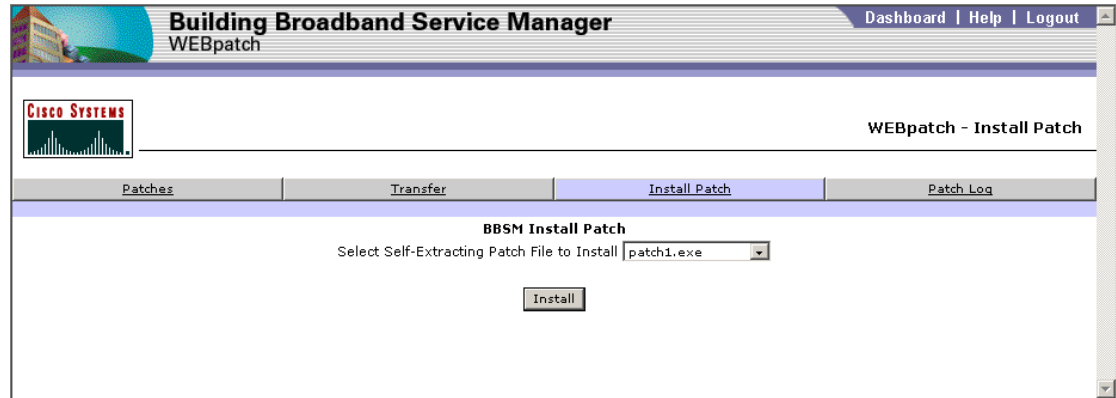 Building Broadband Service Manager
WEBpatch
Dashboard | Help | Logout
CISCO SYSTEMS
WEBpatch - Install Patch
Patches
Transfer
Install Patch
Patch Log
BBSM Install Patch
Select Self-Extracting Patch File to Install patch1.exe
Install